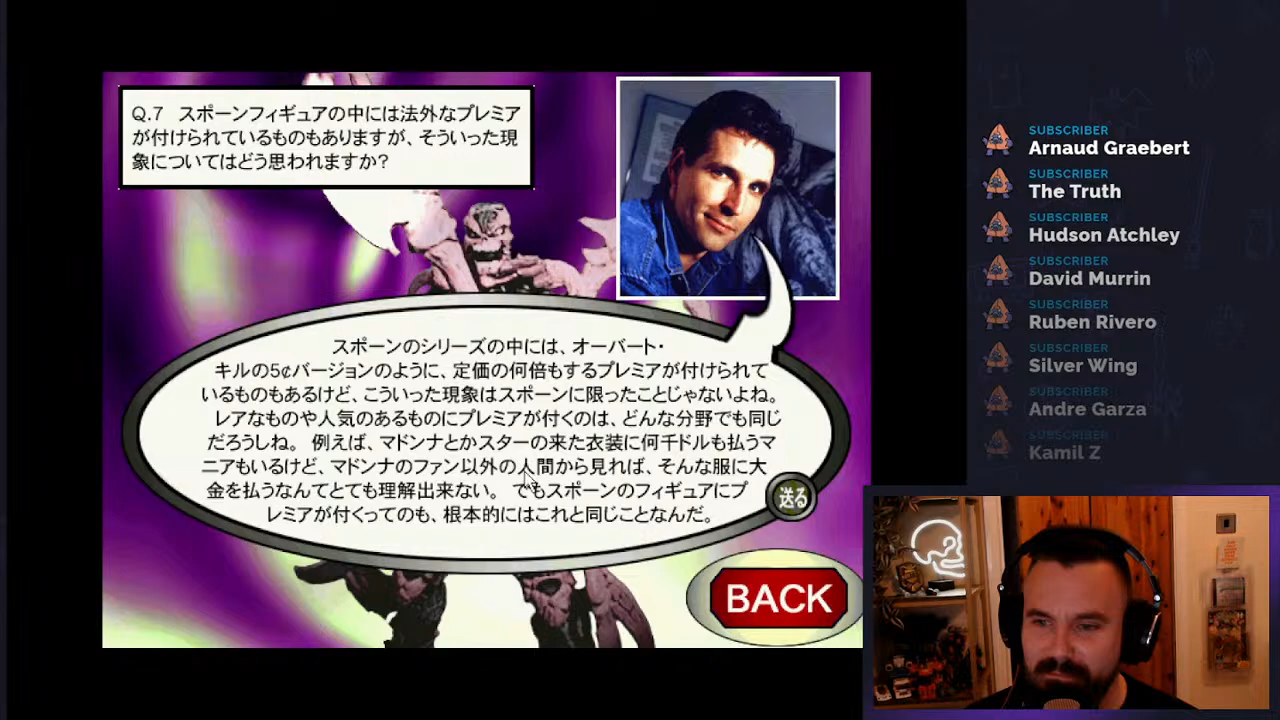 Q.7 スポーンフィギュアの中には法外なプレミア
が付けられているものもありますが、そういった現
象についてはどう思われますか?
スポーンのシリーズの中には、オーバート・
キルの5¢バージョンのように、定価の何倍もするプレミアが付けられて
いるものもあるけど、こういった現象はスポーンに限ったことじゃないよね。
レアなものや人気のあるものにプレミアが付くのは、どんな分野でも同じ
だろうしね。 例えば、マドンナとかスターの来た衣装に何千ドルも払うマ
ニアもいるけど、マドンナのファン以外の人間から見れば、そんな服に大
金を払うなんてとても理解出来ない。 でもスポーンのフィギュアにプ
レミアが付くってのも、根本的にはこれと同じことなんだ。
送る
BACK
SUBSCRIBER
Arnaud Graebert
SUBSCRIBER
The Truth
SUBSCRIBER
Hudson Atchley
SUBSCRIBER
David Murrin
SUBSCRIBER
Ruben Rivero
SUBSCRIBER
Silver Wing
SUBSCRIBER
Andre Garza
SUBSCRIBER
Kamil Z